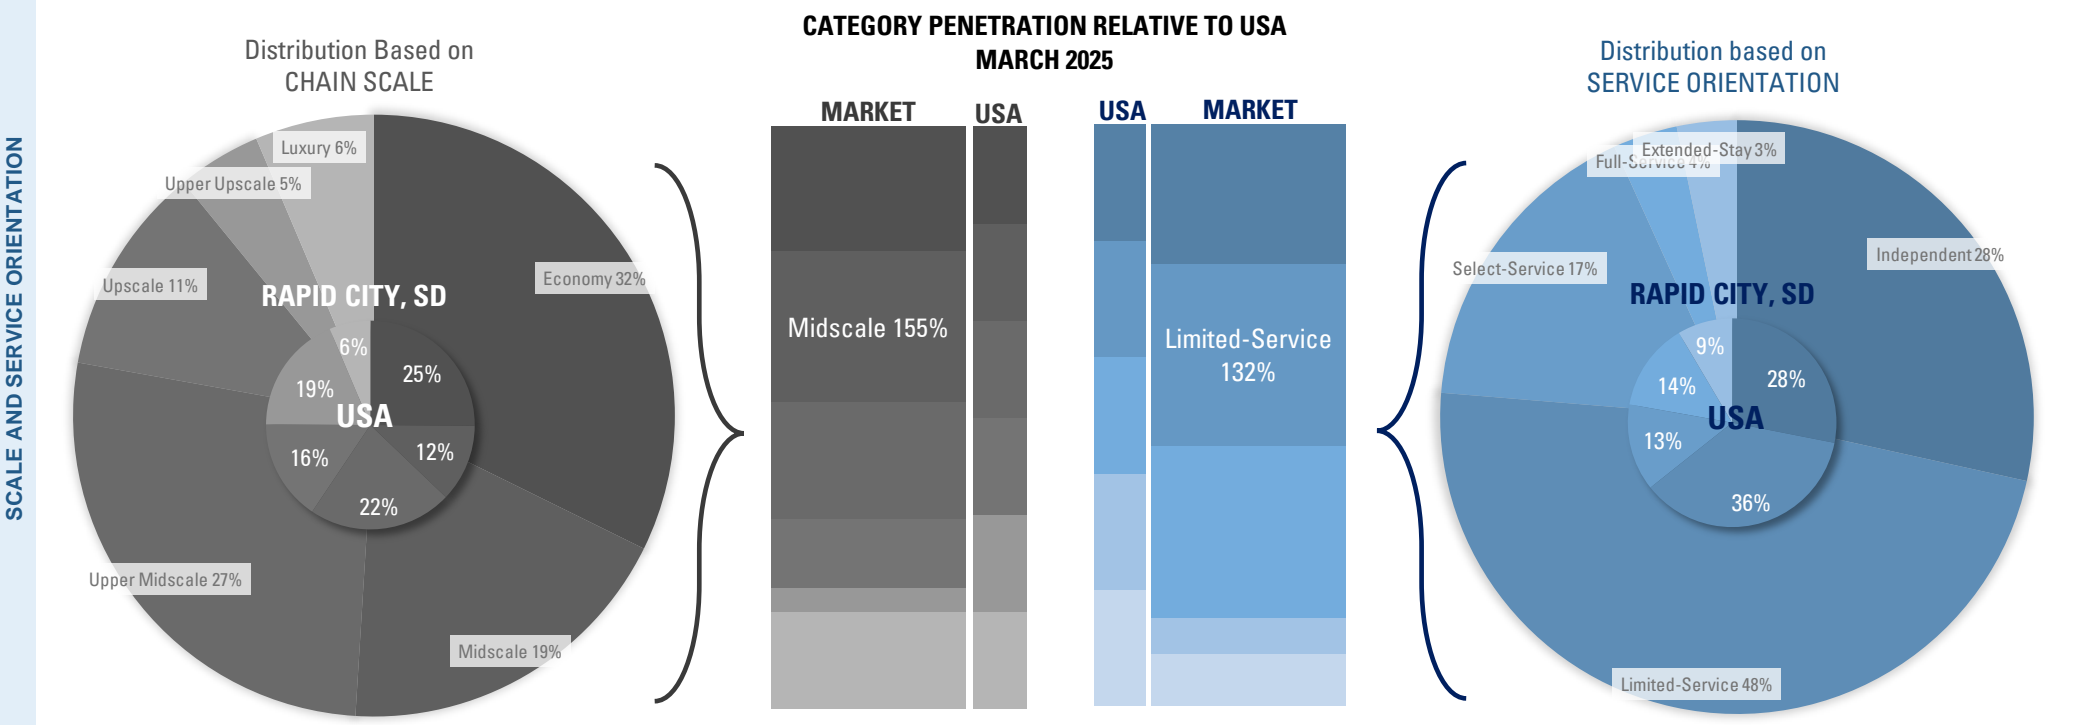 SCALE AND SERVICE ORIENTATION
Distribution Based on
CHAIN SCALE
Luxury 6%
Upper Upscale 5%
Upscale 11%
Economy 32%
RAPID CITY, SD
6%
25%
19%
USA
12%
16%
22%
Upper Midscale 27%
Midscale 19%
CATEGORY PENETRATION RELATIVE TO USA
MARCH 2025
MARKET
USA
Midscale 155%
USA
MARKET
Limited-Service
132%
Distribution based on
SERVICE ORIENTATION
Extended-Stay 3%
Full-Service 4%
Independent 28%
Select-Service 17%
RAPID CITY, SD
9%
28%
14%
USA
13%
36%
Limited-Service 48%